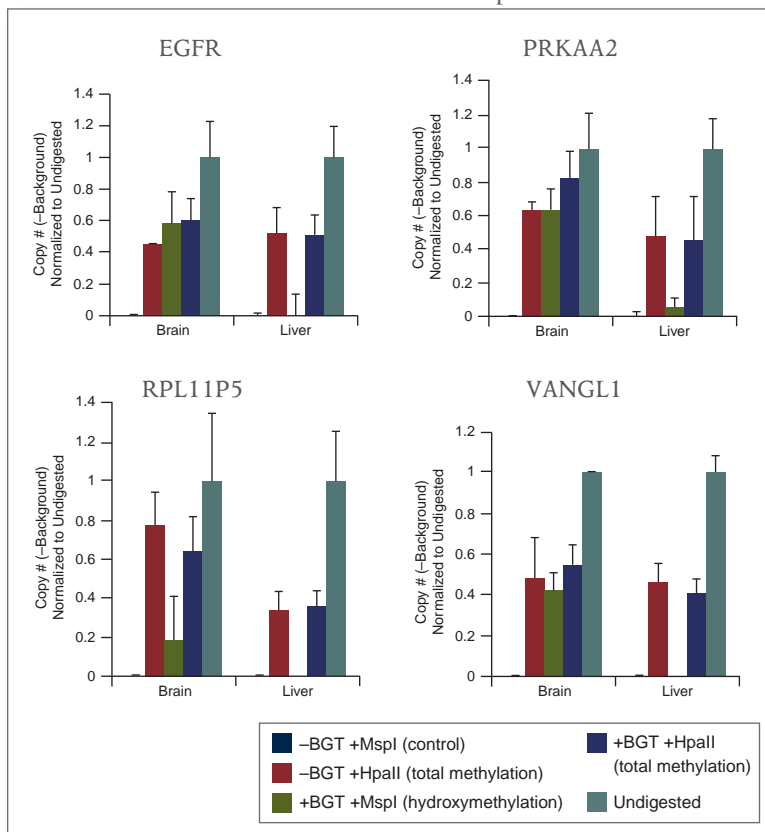 EGFR
Copy # (–Background)
Normalized to Undigested
1.4
1.2
1
0.8
0.6
0.4
0.2
0
Brain
Liver
PRKAA2
Copy # (–Background)
Normalized to Undigested
1.4
1.2
1
0.8
0.6
0.4
0.2
0
Brain
Liver
RPL11P5
Copy # (–Background)
Normalized to Undigested
1.4
1.2
1
0.8
0.6
0.4
0.2
0
Brain
Liver
VANGL1
Copy # (–Background)
Normalized to Undigested
1.2
1
0.8
0.6
0.4
0.2
0
Brain
Liver
–BGT +MspI (control)
–BGT +HpaII (total methylation)
+BGT +MspI (hydroxymethylation)
+BGT +HpaII
(total methylation)
Undigested